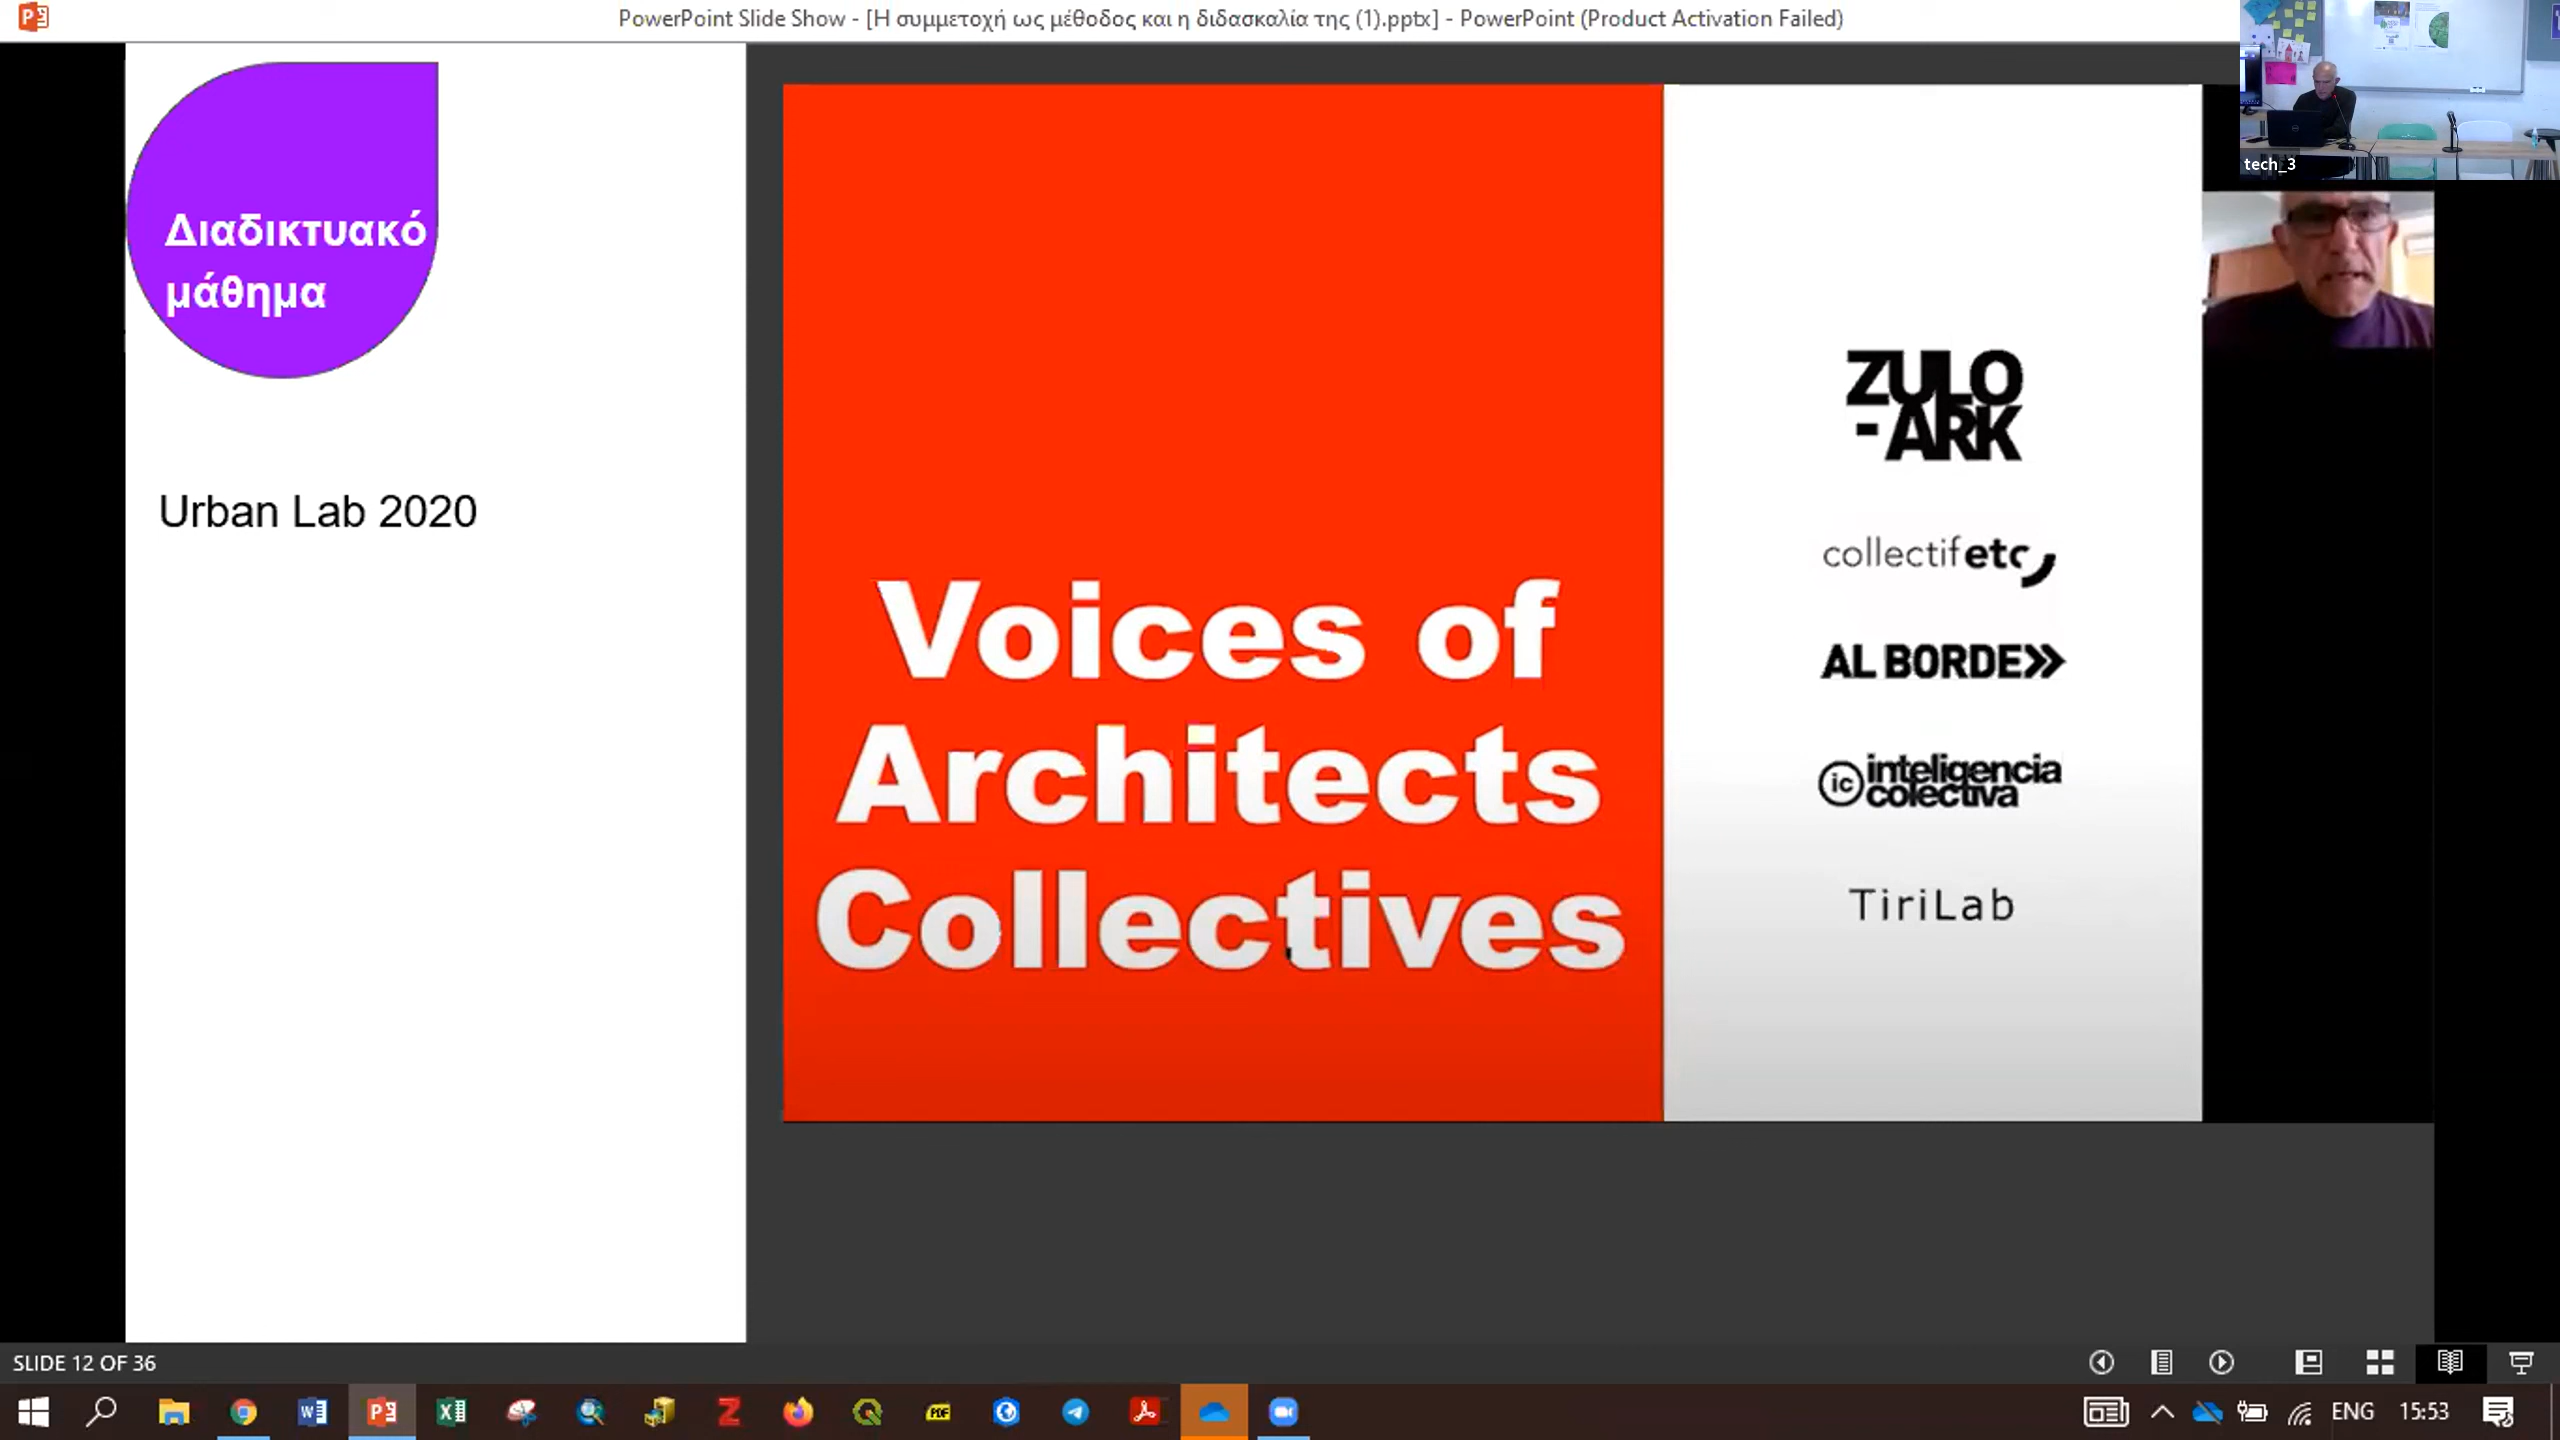 PowerPoint Slide Show - [Η συμμετοχή ως μέθοδος και η διδασκαλία της (1).pptx] - PowerPoint (Product Activation Failed)
tech_3
Διαδικτυακό
μάθημα
Urban Lab 2020
Voices of
Architects
Collectives
ZULO
-ARK
collectifetc
AL BORDE
ic inteligencia
colectiva
TiriLab
SLIDE 12 OF 36
ENG 15:53